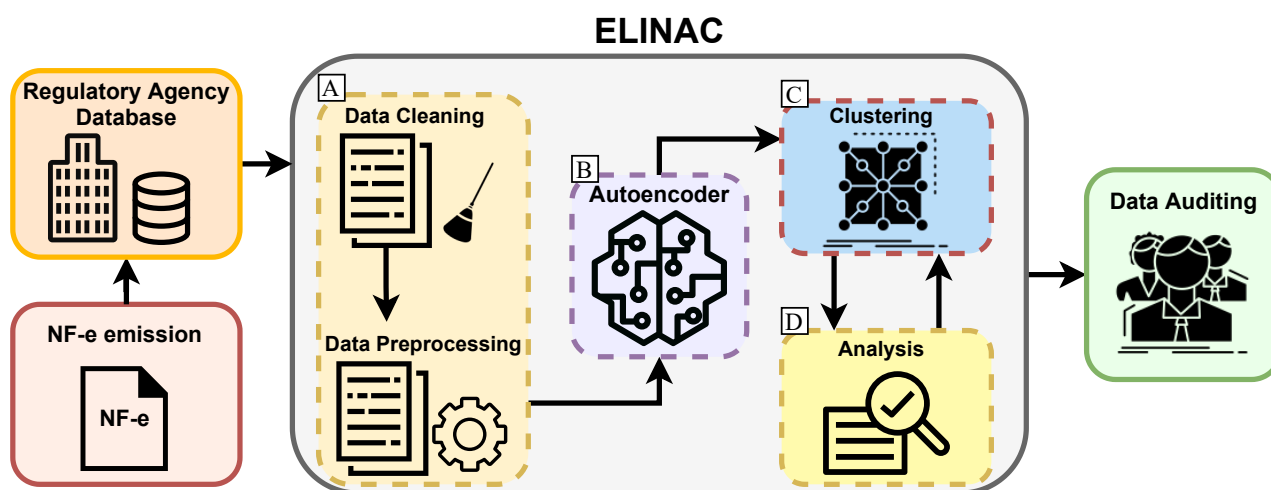 ELINAC
Regulatory Agency
Database
NF-e emission
NF-e
A
Data Cleaning
Data Preprocessing
B
Autoencoder
C
Clustering
D
Analysis
Data Auditing